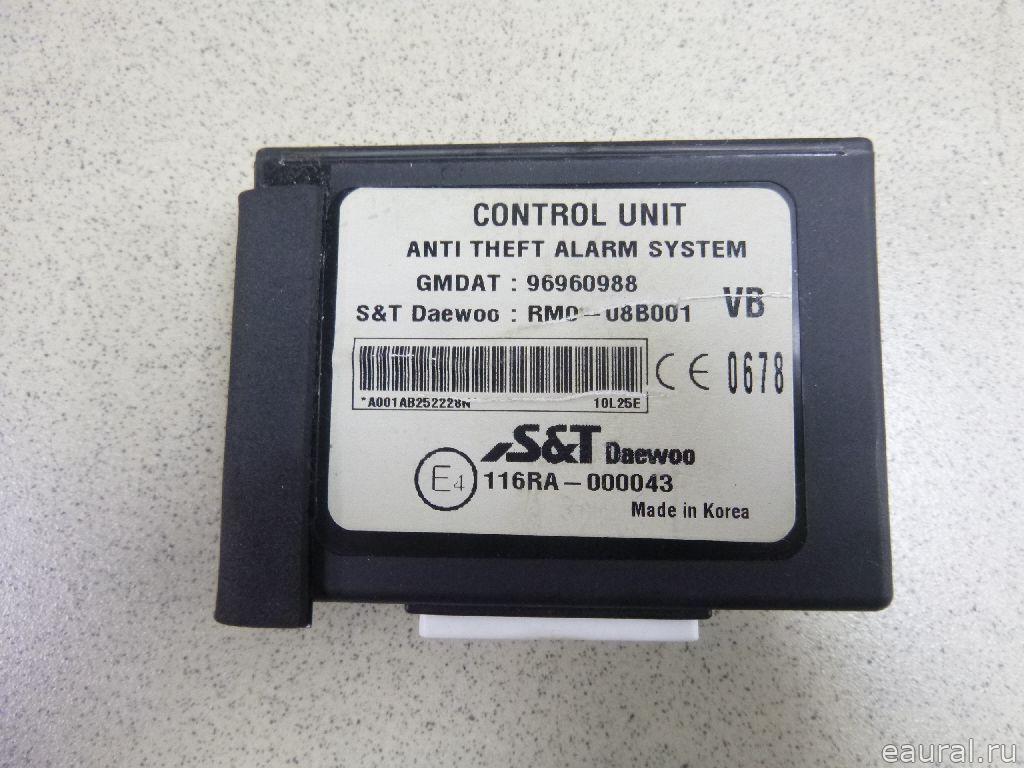 CONTROL UNIT
ANTI THEFT ALARM SYSTEM
GMDAT : 96960988
S&T Daewoo : RM0-08B001 VB
*A001AB252228N 10L25E
CE 0678
S&T Daewoo
E4 116RA-000043
Made in Korea
eaural.ru